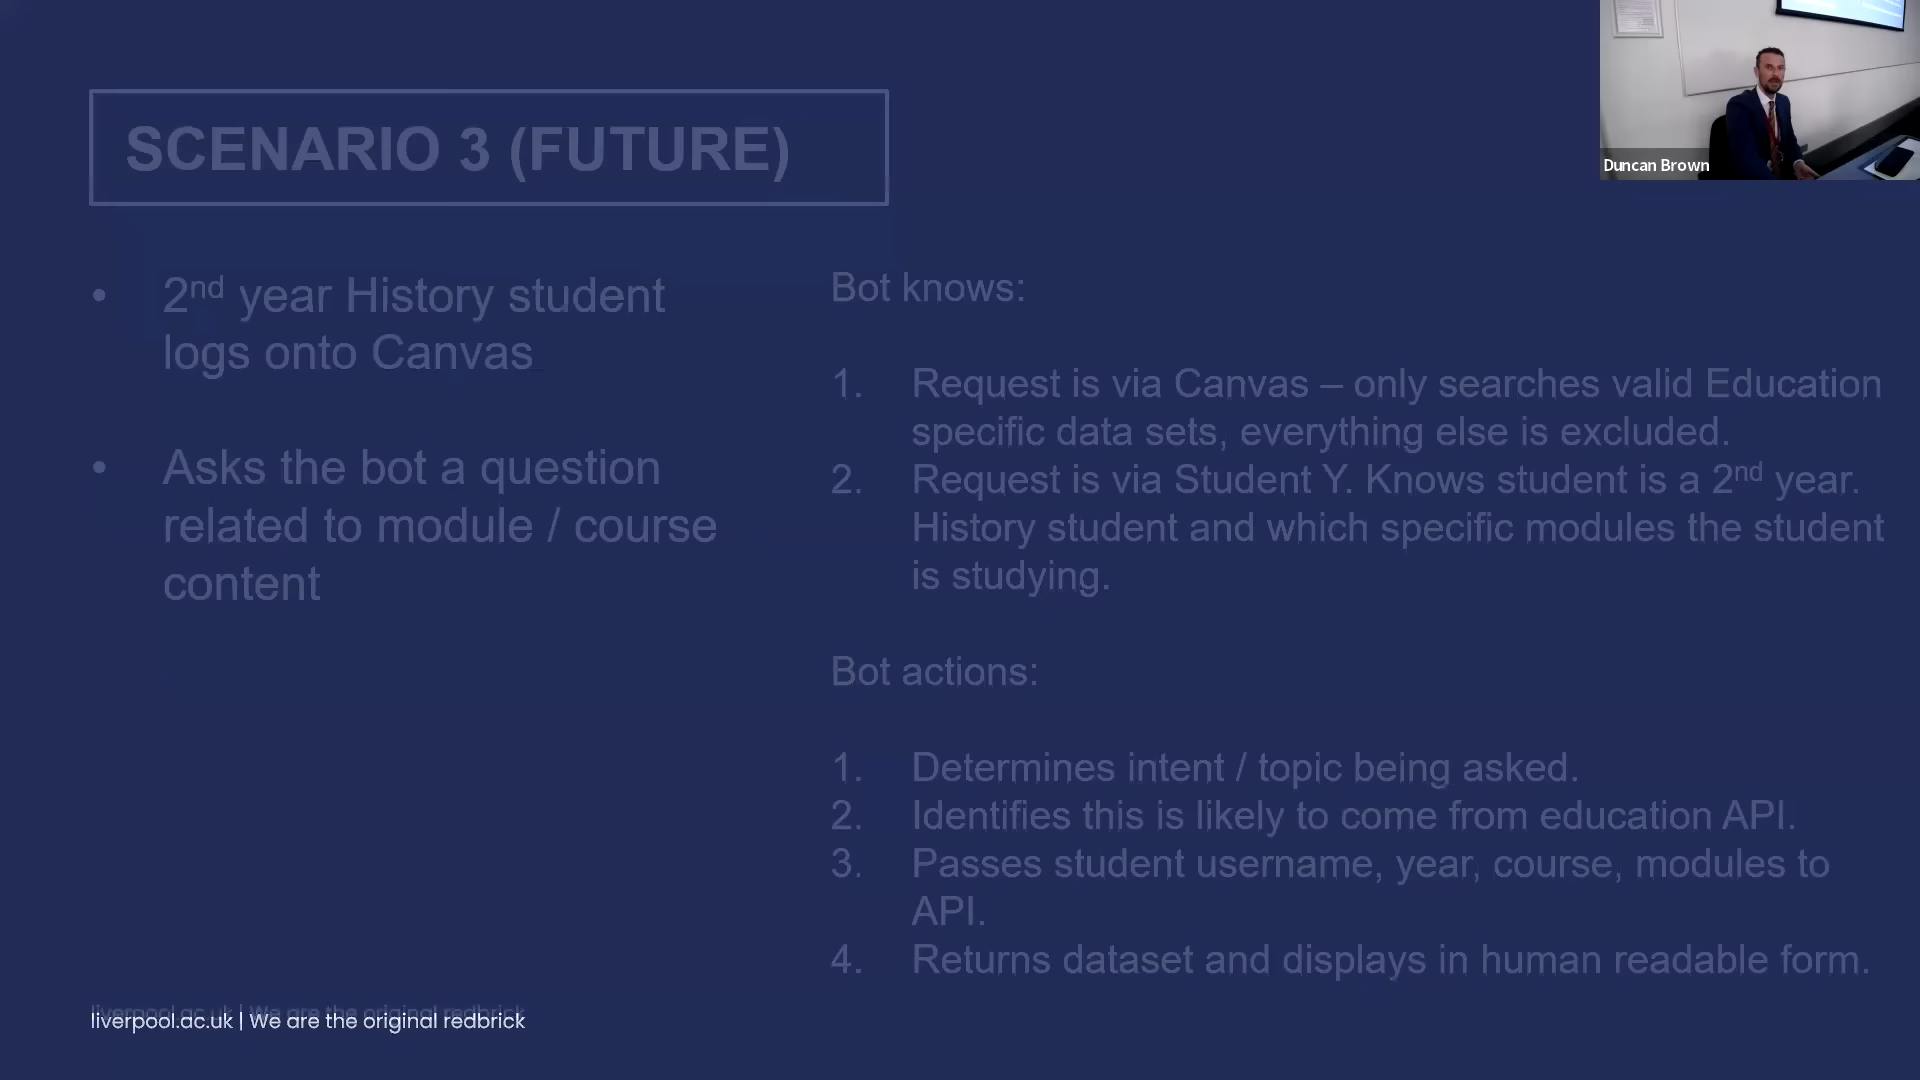 SCENARIO 3 (FUTURE)
• 2nd year History student
logs onto Canvas
• Asks the bot a question
related to module / course
content
Bot knows:
1. Request is via Canvas – only searches valid Education
specific data sets, everything else is excluded.
2. Request is via Student Y. Knows student is a 2nd year.
History student and which specific modules the student
is studying.
Bot actions:
1. Determines intent / topic being asked.
2. Identifies this is likely to come from education API.
3. Passes student username, year, course, modules to
API.
4. Returns dataset and displays in human readable form.
liverpool.ac.uk | We are the original redbrick
Duncan Brown